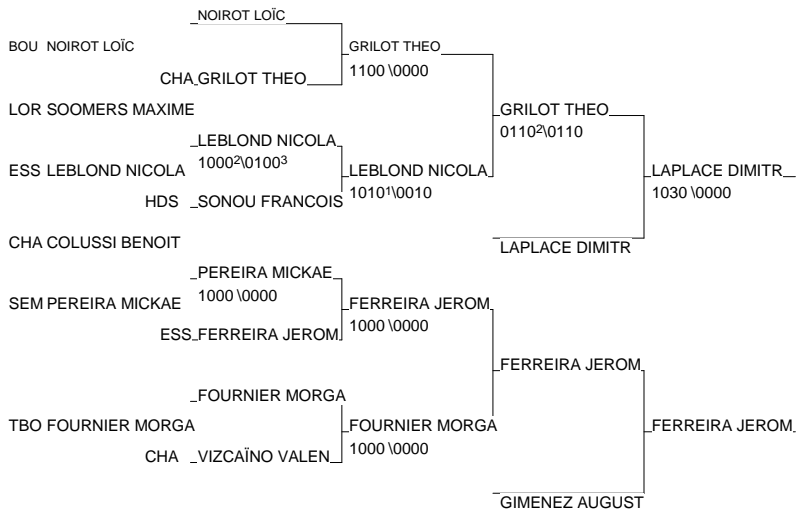 NOIROT LOÏC
BOU NOIROT LOÏC GRILOT THEO
1100 \0000
CHA GRILOT THEO
LOR SOOMERS MAXIME GRILOT THEO
0110²\0110
LEBLOND NICOLA
1000²\0100³
ESS LEBLOND NICOLA LEBLOND NICOLA LAPLACE DIMITR
1010¹\0010 1030 \0000
HDS SONOU FRANCOIS
CHA COLUSSI BENOIT LAPLACE DIMITR
PEREIRA MICKAE
1000 \0000
SEM PEREIRA MICKAE FERREIRA JEROM
1000 \0000
ESS FERREIRA JEROM
FERREIRA JEROM
FOURNIER MORGA
TBO FOURNIER MORGA FOURNIER MORGA FERREIRA JEROM
1000 \0000
CHA VIZCAÏNO VALEN
GIMENEZ AUGUST